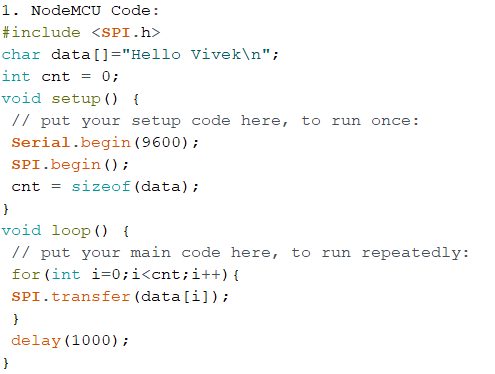 1. NodeMCU Code:
#include <SPI.h>
char data[]="Hello Vivek\n";
int cnt = 0;
void setup() {
 // put your setup code here, to run once:
 Serial.begin(9600);
 SPI.begin();
 cnt = sizeof(data);
}
void loop() {
 // put your main code here, to run repeatedly:
 for(int i=0;i<cnt;i++){
 SPI.transfer(data[i]);
 }
 delay(1000);
}